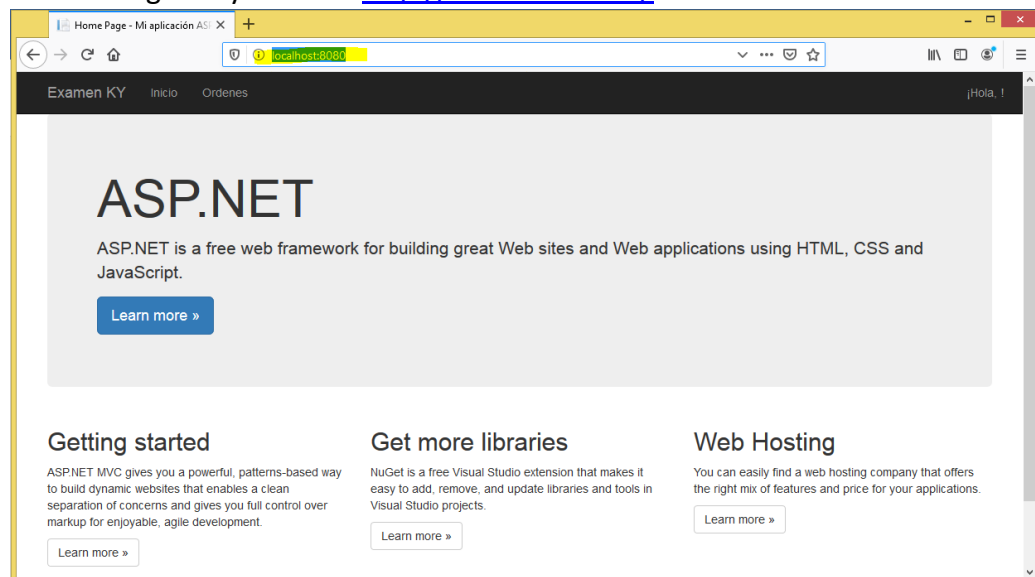 Home Page - Mi aplicación AS
localhost:8080
Examen KY Inicio Ordenes ¡Hola, !
ASP.NET
ASP.NET is a free web framework for building great Web sites and Web applications using HTML, CSS and
JavaScript.
Learn more »
Getting started
ASP.NET MVC gives you a powerful, patterns-based way
to build dynamic websites that enables a clean
separation of concerns and gives you full control over
markup for enjoyable, agile development.
Learn more »
Get more libraries
NuGet is a free Visual Studio extension that makes it
easy to add, remove, and update libraries and tools in
Visual Studio projects.
Learn more »
Web Hosting
You can easily find a web hosting company that offers
the right mix of features and price for your applications.
Learn more »